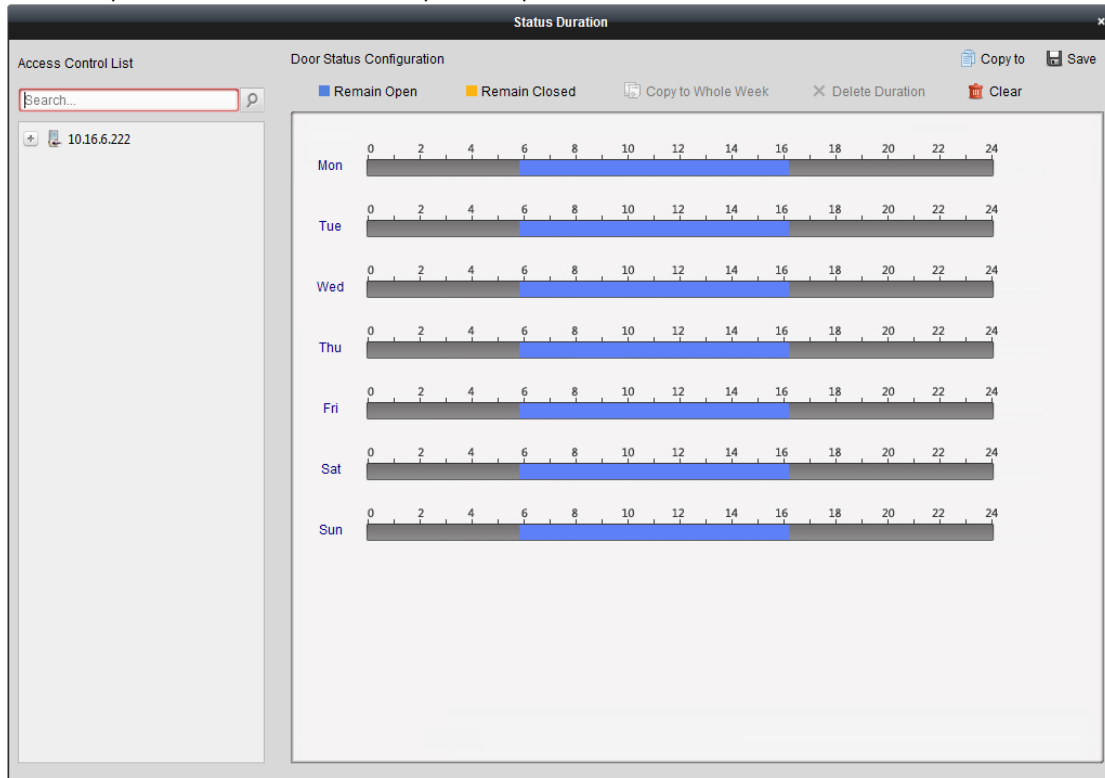 Status Duration ×
Access Control List
Door Status Configuration
Copy to Save
Search...
Remain Open Remain Closed Copy to Whole Week Delete Duration Clear
10.16.6.222
0 2 4 6 8 10 12 14 16 18 20 22 24
Mon
0 2 4 6 8 10 12 14 16 18 20 22 24
Tue
0 2 4 6 8 10 12 14 16 18 20 22 24
Wed
0 2 4 6 8 10 12 14 16 18 20 22 24
Thu
0 2 4 6 8 10 12 14 16 18 20 22 24
Fri
0 2 4 6 8 10 12 14 16 18 20 22 24
Sat
0 2 4 6 8 10 12 14 16 18 20 22 24
Sun